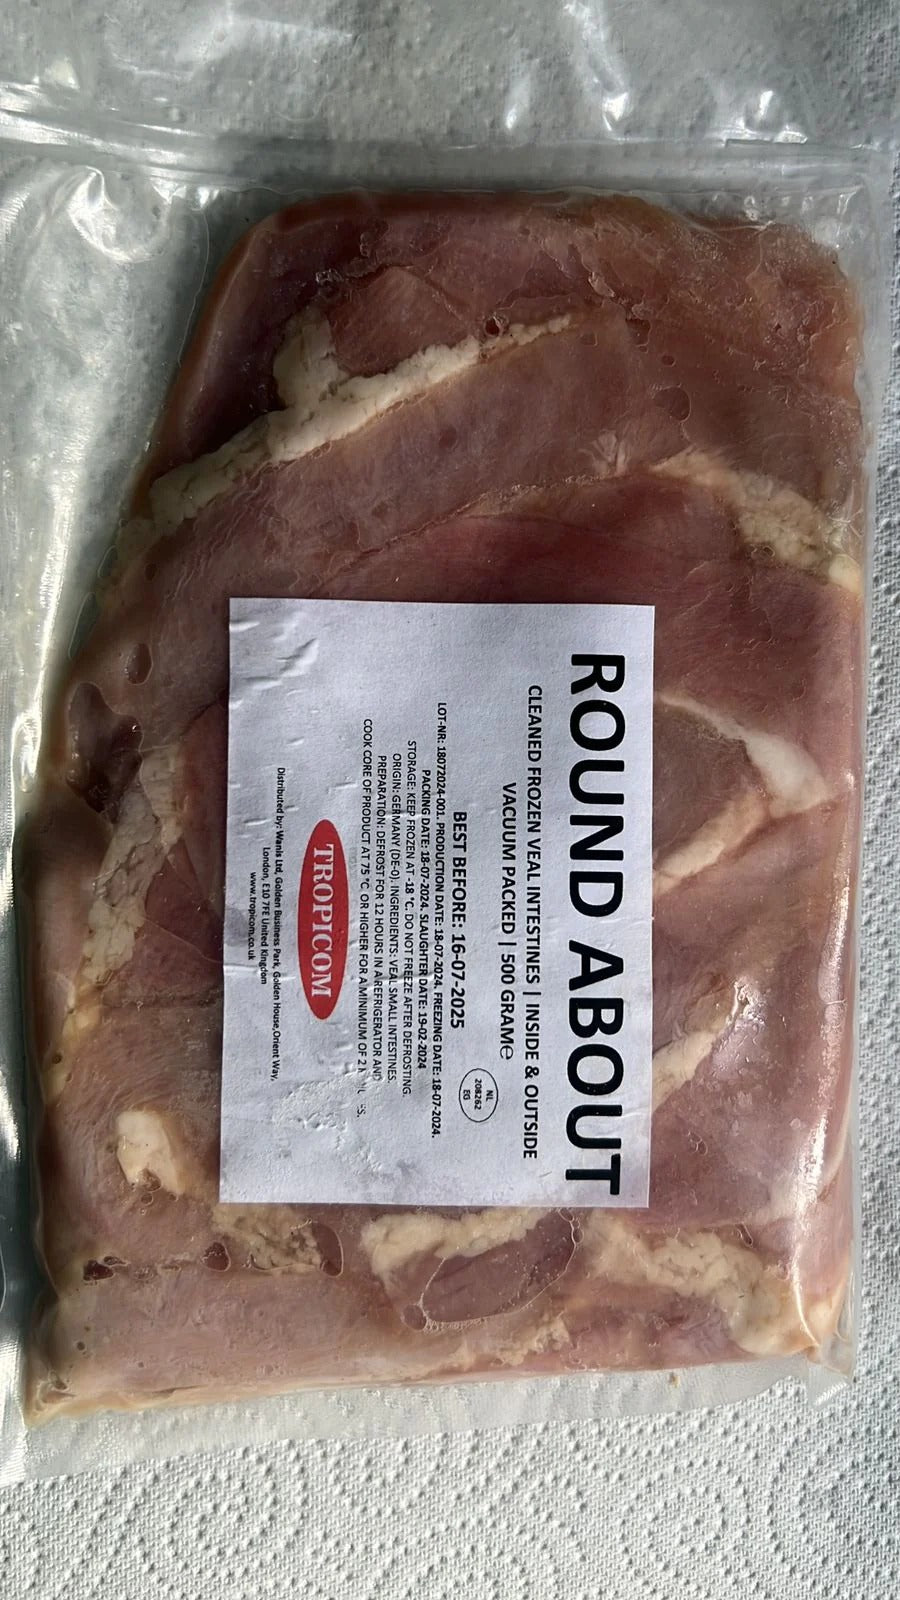 ROUND ABOUT
CLEANED FROZEN VEAL INTESTINES | INSIDE & OUTSIDE
VACUUM PACKED | 500 GRAM℮
NL
208262
EG
BEST BEFORE: 16-07-2025
LOT-NR: 18072024-001. PRODUCTION DATE: 18-07-2024. FREEZING DATE: 18-07-2024.
PACKING DATE: 18-07-2024. SLAUGHTER DATE: 19-02-2024
STORAGE: KEEP FROZEN AT -18 °C. DO NOT FREEZE AFTER DEFROSTING.
ORIGIN: GERMANY (DE-0). INGREDIENTS: VEAL SMALL INTESTINES.
PREPARATION: DEFROST FOR 12 HOURS IN A REFRIGERATOR AND
COOK CORE OF PRODUCT AT 75 °C OR HIGHER FOR A MINIMUM OF 2
TROPICOM
Distributed by: Wanis Ltd, Golden Business Park, Golden House,Orient Way,
London, E10 7FE United Kingdom
www.tropicom.co.uk